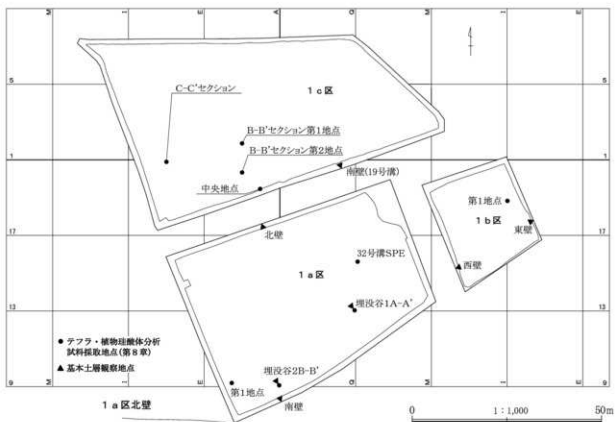 M I E A Q M I E
5 5
C-C'セクション
1c区
B-B'セクション第1地点
B-B'セクション第2地点
1 1
南壁(19号溝)
中央地点
第1地点
1b区
東壁
17 17
北壁
32号溝SPE
西壁
1a区
埋没谷1A-A'
13 13
● テフラ・植物珪酸体分析
試料採取地点(第8章)
▲ 基本土層観察地点
埋没谷2B-B'
9 9
第1地点
南壁
M I E A Q M I E
1a区北壁
0 1:1,000 50m